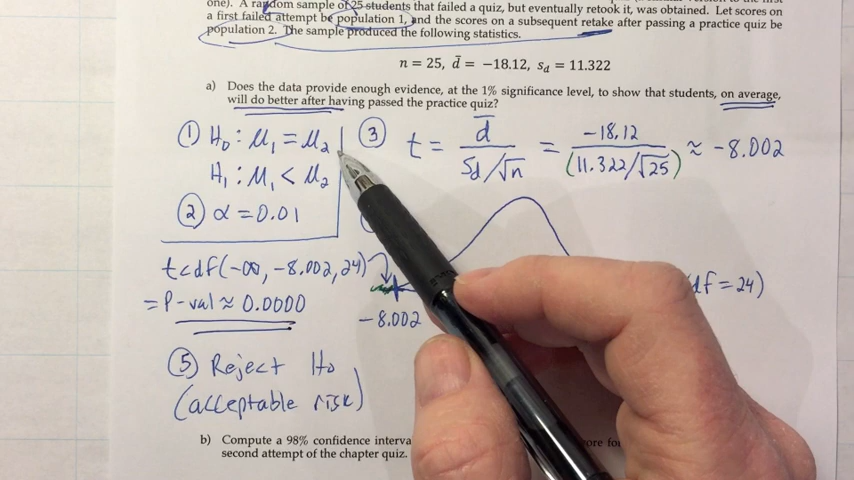 one). A random sample of 25 students that failed a quiz, but eventually retook it, was obtained. Let scores on
a first failed attempt be population 1, and the scores on a subsequent retake after passing a practice quiz be
population 2. The sample produced the following statistics.
n = 25, d̄ = −18.12, s_d = 11.322
a) Does the data provide enough evidence, at the 1% significance level, to show that students, on average,
will do better after having passed the practice quiz?
① H₀ : μ₁ = μ₂
H₁ : μ₁ < μ₂
② α = 0.01
③ t = d̄ / (Sd/√n) = −18.12 / (11.322/√25) ≈ −8.002
tcdf(−∞, −8.002, 24)
= P-val ≈ 0.0000
−8.002
(df = 24)
⑤ Reject H₀
(acceptable risk)
b) Compute a 98% confidence interva ore fo
second attempt of the chapter quiz.